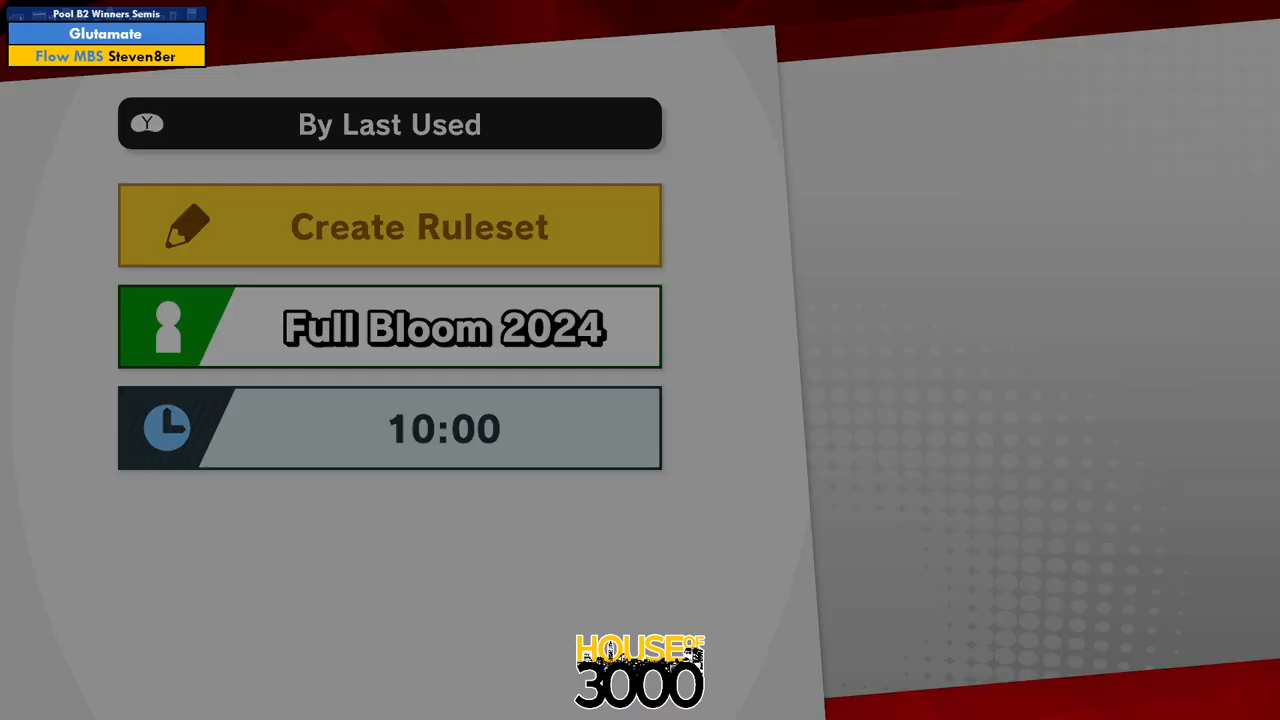 Pool B2 Winners Semis
Glutamate
Flow MBS Steven8er
Y
By Last Used
Create Ruleset
Full Bloom 2024
10:00
HOUSE OF
3000